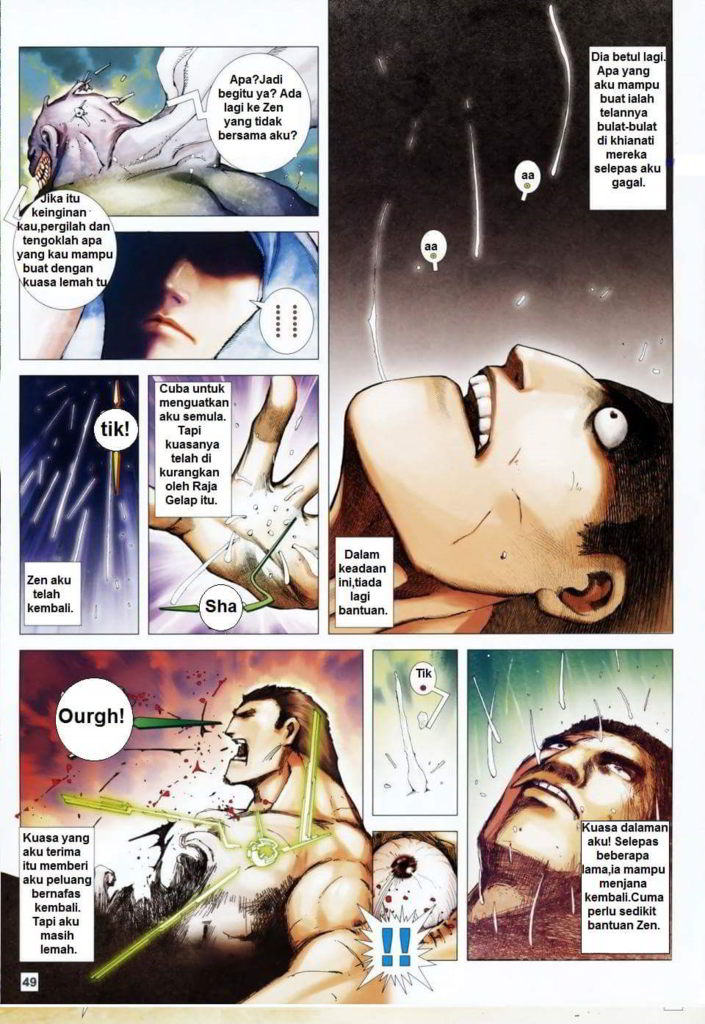 Apa?Jadi
begitu ya? Ada
lagi ke Zen
yang tidak
bersama aku?
Jika itu
keinginan
kau,pergilah dan
tengoklah apa
yang kau mampu
buat dengan
kuasa lemah tu
Dia betul lagi.
Apa yang
aku mampu
buat ialah
telannya
bulat-bulat
di khianati
mereka
selepas aku
gagal.
aa
aa
tik!
Zen aku
telah
kembali.
Cuba untuk
menguatkan
aku semula.
Tapi
kuasanya
telah di
kurangkan
oleh Raja
Gelap itu.
Sha
Dalam
keadaan
ini,tiada
lagi
bantuan.
Ourgh!
Kuasa yang
aku terima
itu memberi
aku peluang
bernafas
kembali.
Tapi aku
masih
lemah.
Tik
!!
Kuasa dalaman
aku! Selepas
beberapa
lama,ia mampu
menjana
kembali.Cuma
perlu sedikit
bantuan Zen.
49